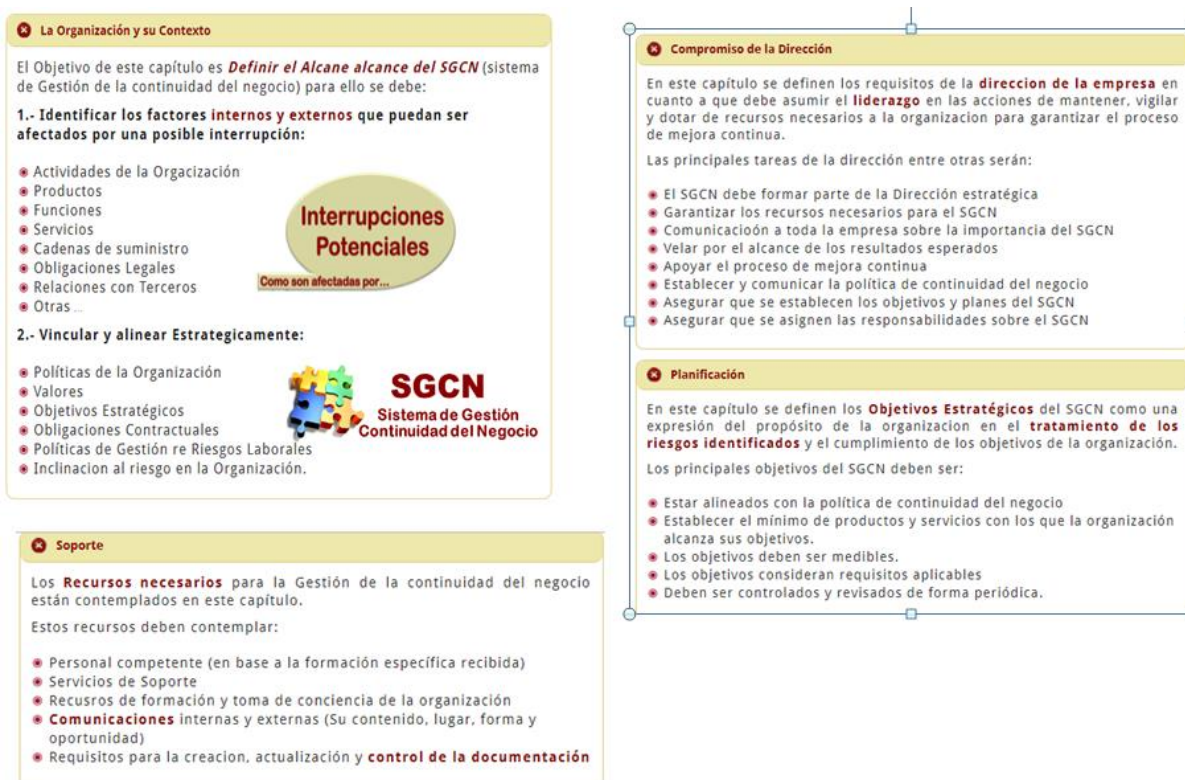 La Organización y su Contexto
El Objetivo de este capítulo es Definir el Alcane alcance del SGCN (sistema
de Gestión de la continuidad del negocio) para ello se debe:
1.- Identificar los factores internos y externos que puedan ser
afectados por una posible interrupción:
Actividades de la Orgacización
Productos
Funciones
Servicios
Cadenas de suministro
Obligaciones Legales
Relaciones con Terceros
Otras ...
Interrupciones
Potenciales
Como son afectadas por...
2.- Vincular y alinear Estrategicamente:
Políticas de la Organización
Valores
Objetivos Estratégicos
Obligaciones Contractuales
Políticas de Gestión re Riesgos Laborales
Inclinacion al riesgo en la Organización.
SGCN
Sistema de Gestión
Continuidad del Negocio
Soporte
Los Recursos necesarios para la Gestión de la continuidad del negocio
están contemplados en este capítulo.
Estos recursos deben contemplar:
Personal competente (en base a la formación específica recibida)
Servicios de Soporte
Recusros de formación y toma de conciencia de la organización
Comunicaciones internas y externas (Su contenido, lugar, forma y
oportunidad)
Requisitos para la creacion, actualización y control de la documentación
Compromiso de la Dirección
En este capítulo se definen los requisitos de la direccion de la empresa en
cuanto a que debe asumir el liderazgo en las acciones de mantener, vigilar
y dotar de recursos necesarios a la organizacion para garantizar el proceso
de mejora continua.
Las principales tareas de la dirección entre otras serán:
El SGCN debe formar parte de la Dirección estratégica
Garantizar los recursos necesarios para el SGCN
Comunicacioón a toda la empresa sobre la importancia del SGCN
Velar por el alcance de los resultados esperados
Apoyar el proceso de mejora continua
Establecer y comunicar la política de continuidad del negocio
Asegurar que se establecen los objetivos y planes del SGCN
Asegurar que se asignen las responsabilidades sobre el SGCN
Planificación
En este capítulo se definen los Objetivos Estratégicos del SGCN como una
expresión del propósito de la organizacion en el tratamiento de los
riesgos identificados y el cumplimiento de los objetivos de la organización.
Los principales objetivos del SGCN deben ser:
Estar alineados con la política de continuidad del negocio
Establecer el mínimo de productos y servicios con los que la organización
alcanza sus objetivos.
Los objetivos deben ser medibles.
Los objetivos consideran requisitos aplicables
Deben ser controlados y revisados de forma periódica.